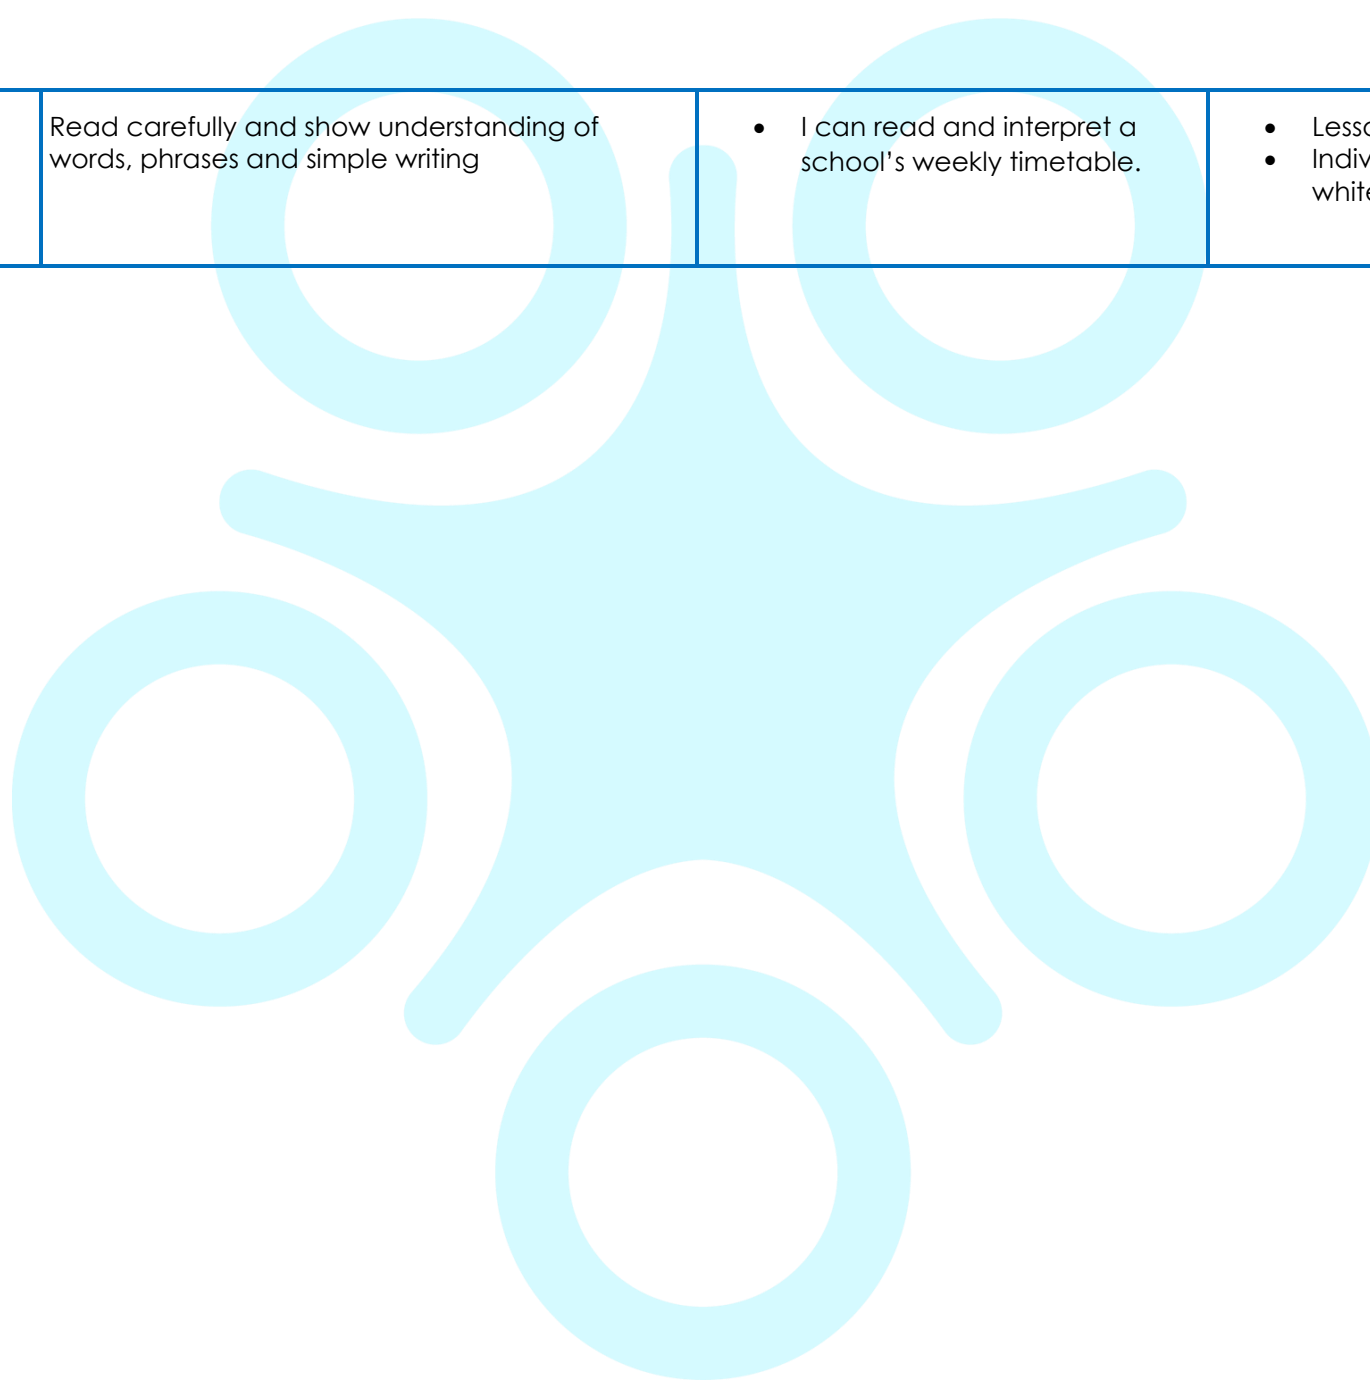 Read carefully and show understanding of
words, phrases and simple writing
• I can read and interpret a
school’s weekly timetable.
•
•